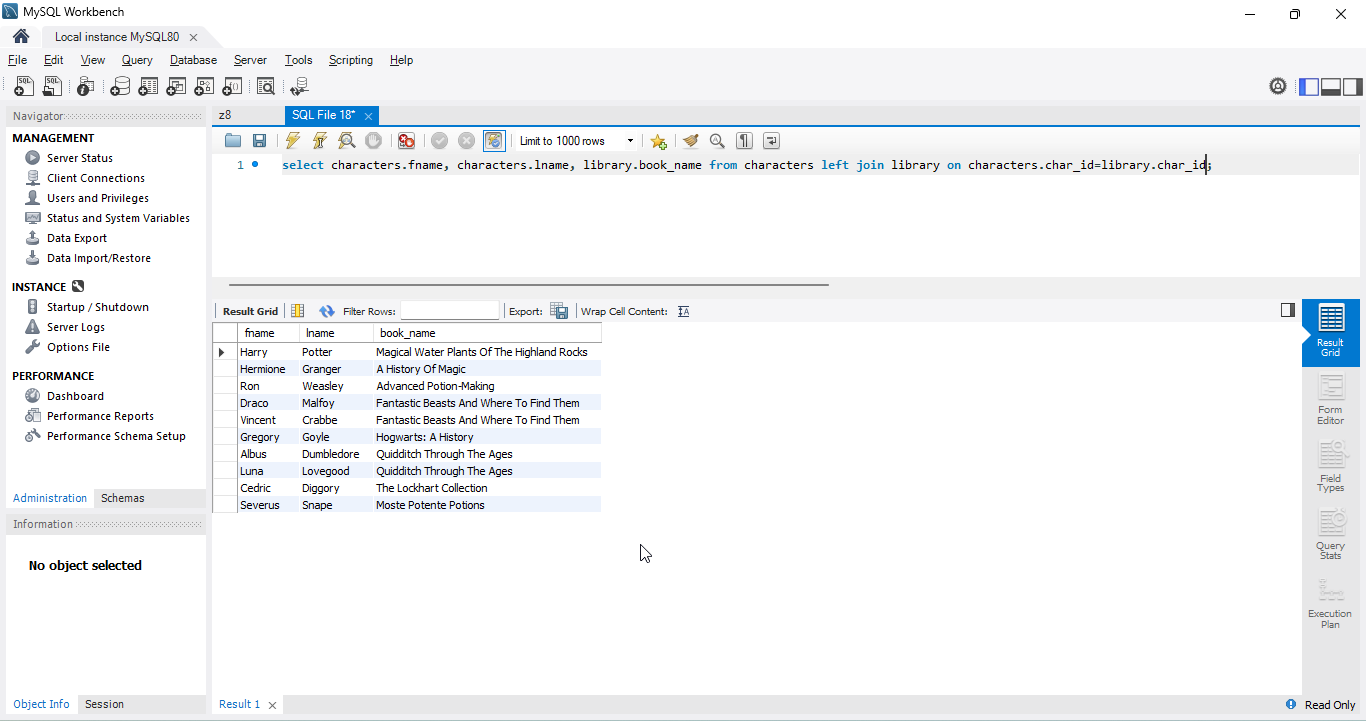 MySQL Workbench
Local instance MySQL80
File Edit View Query Database Server Tools Scripting Help
Navigator
MANAGEMENT
Server Status
Client Connections
Users and Privileges
Status and System Variables
Data Export
Data Import/Restore
INSTANCE
Startup / Shutdown
Server Logs
Options File
PERFORMANCE
Dashboard
Performance Reports
Performance Schema Setup
Administration Schemas
Information
No object selected
Object Info Session
z8 SQL File 18*
Limit to 1000 rows
1 select characters.fname, characters.lname, library.book_name from characters left join library on characters.char_id=library.char_id;
Result Grid Filter Rows: Export: Wrap Cell Content:
fname lname book_name
Harry Potter Magical Water Plants Of The Highland Rocks
Hermione Granger A History Of Magic
Ron Weasley Advanced Potion-Making
Draco Malfoy Fantastic Beasts And Where To Find Them
Vincent Crabbe Fantastic Beasts And Where To Find Them
Gregory Goyle Hogwarts: A History
Albus Dumbledore Quidditch Through The Ages
Luna Lovegood Quidditch Through The Ages
Cedric Diggory The Lockhart Collection
Severus Snape Moste Potente Potions
Result
Grid
Form
Editor
Field
Types
Query
Stats
Execution
Plan
Result 1
Read Only